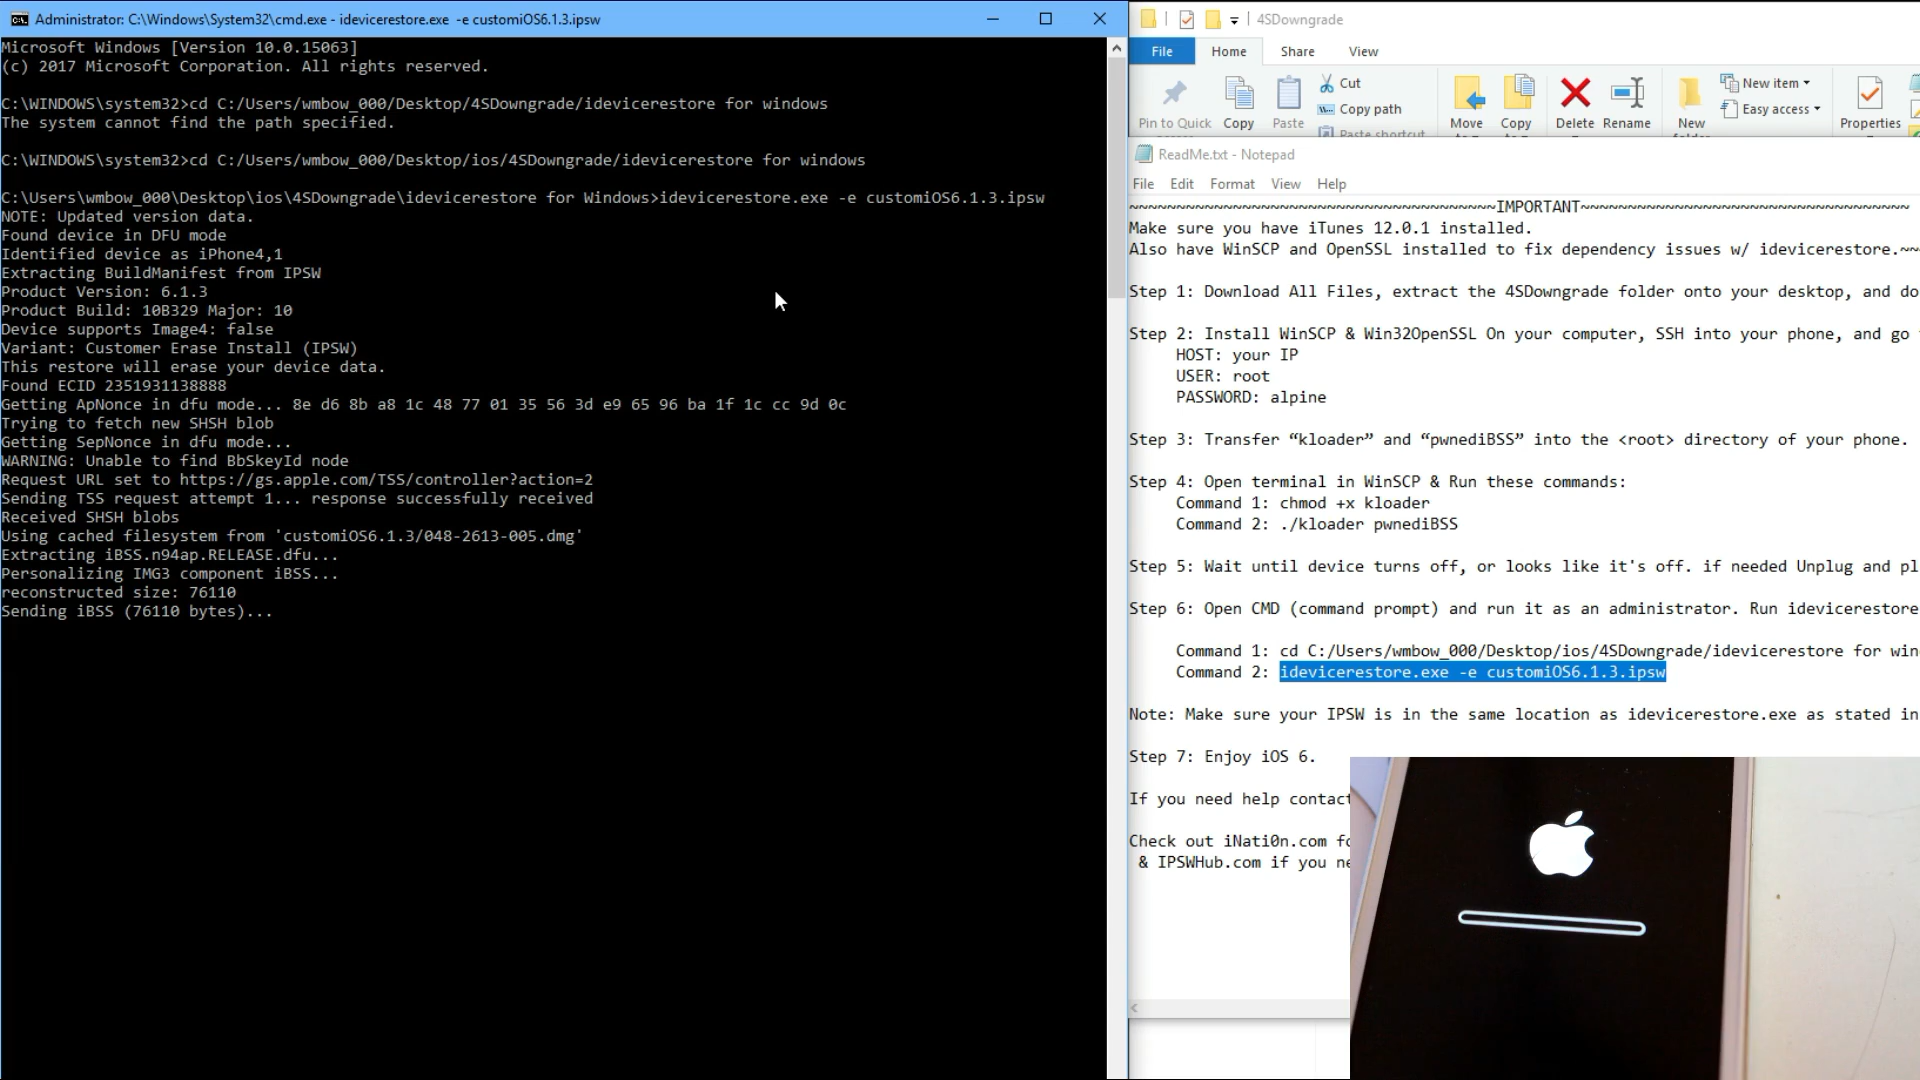 Administrator: C:\Windows\System32\cmd.exe - idevicerestore.exe -e customiOS6.1.3.ipsw
Microsoft Windows [Version 10.0.15063]
(c) 2017 Microsoft Corporation. All rights reserved.
C:\WINDOWS\system32>cd C:/Users/wmbow_000/Desktop/4SDowngrade/idevicerestore for windows
The system cannot find the path specified.
C:\WINDOWS\system32>cd C:/Users/wmbow_000/Desktop/ios/4SDowngrade/idevicerestore for windows
C:\Users\wmbow_000\Desktop\ios\4SDowngrade\idevicerestore for Windows>idevicerestore.exe -e customiOS6.1.3.ipsw
NOTE: Updated version data.
Found device in DFU mode
Identified device as iPhone4,1
Extracting BuildManifest from IPSW
Product Version: 6.1.3
Product Build: 10B329 Major: 10
Device supports Image4: false
Variant: Customer Erase Install (IPSW)
This restore will erase your device data.
Found ECID 2351931138888
Getting ApNonce in dfu mode... 8e d6 8b a8 1c 48 77 01 35 56 3d e9 65 96 ba 1f 1c cc 9d 0c
Trying to fetch new SHSH blob
Getting SepNonce in dfu mode...
WARNING: Unable to find BbSkeyId node
Request URL set to https://gs.apple.com/TSS/controller?action=2
Sending TSS request attempt 1... response successfully received
Received SHSH blobs
Using cached filesystem from 'customiOS6.1.3/048-2613-005.dmg'
Extracting iBSS.n94ap.RELEASE.dfu...
Personalizing IMG3 component iBSS...
reconstructed size: 76110
Sending iBSS (76110 bytes)...
4SDowngrade
File Home Share View
Pin to Quick
Copy
Paste
Cut
Copy path
Paste shortcut
Move
Copy
Delete
Rename
New
New item
Easy access
Properties
ReadMe.txt - Notepad
File Edit Format View Help
~~~~~~~~~~~~~~~~~~~~~~~~~~~~~~~~~~~~~~~IMPORTANT~~~~~~~~~~~~~~~~~~~~~~~~~~~~~~~~~~~
Make sure you have iTunes 12.0.1 installed.
Also have WinSCP and OpenSSL installed to fix dependency issues w/ idevicerestore.~~
Step 1: Download All Files, extract the 4SDowngrade folder onto your desktop, and do
Step 2: Install WinSCP & Win32OpenSSL On your computer, SSH into your phone, and go
HOST: your IP
USER: root
PASSWORD: alpine
Step 3: Transfer “kloader” and “pwnediBSS” into the <root> directory of your phone.
Step 4: Open terminal in WinSCP & Run these commands:
Command 1: chmod +x kloader
Command 2: ./kloader pwnediBSS
Step 5: Wait until device turns off, or looks like it's off. if needed Unplug and pl
Step 6: Open CMD (command prompt) and run it as an administrator. Run idevicerestore
Command 1: cd C:/Users/wmbow_000/Desktop/ios/4SDowngrade/idevicerestore for win
Command 2: idevicerestore.exe -e customiOS6.1.3.ipsw
Note: Make sure your IPSW is in the same location as idevicerestore.exe as stated in
Step 7: Enjoy iOS 6.
If you need help contact
Check out iNati0n.com fo
& IPSWHub.com if you ne